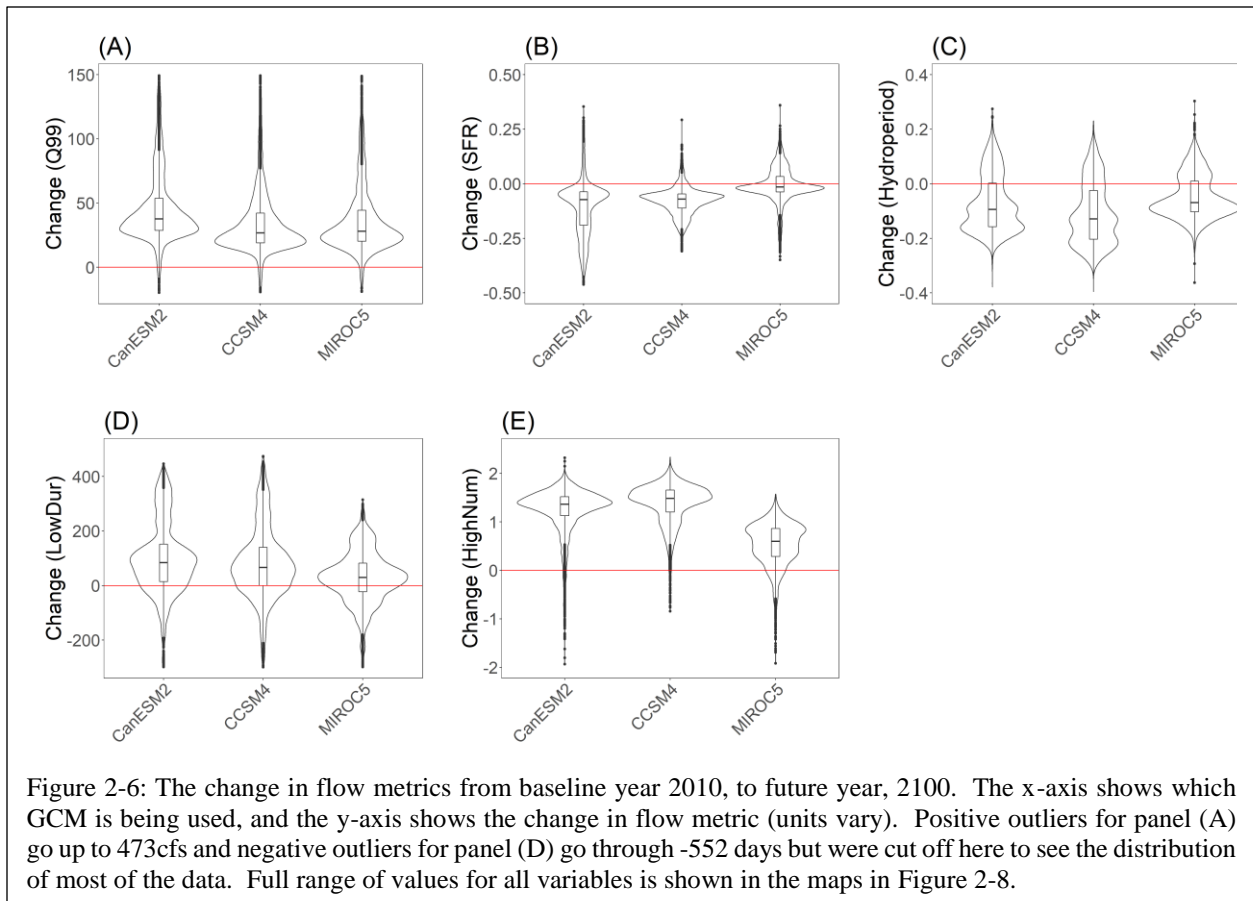 (A)
Change (Q99)
150
100
50
0
CanESM2
CCSM4
MIROC5
(B)
Change (SFR)
0.50
0.25
0.00
-0.25
-0.50
CanESM2
CCSM4
MIROC5
(C)
Change (Hydroperiod)
0.4
0.2
-0.0
-0.2
-0.4
CanESM2
CCSM4
MIROC5
(D)
Change (LowDur)
400
200
0
-200
CanESM2
CCSM4
MIROC5
(E)
Change (HighNum)
2
1
0
-1
-2
CanESM2
CCSM4
MIROC5
Figure 2-6: The change in flow metrics from baseline year 2010, to future year, 2100. The x-axis shows which
GCM is being used, and the y-axis shows the change in flow metric (units vary). Positive outliers for panel (A)
go up to 473cfs and negative outliers for panel (D) go through -552 days but were cut off here to see the distribution
of most of the data. Full range of values for all variables is shown in the maps in Figure 2-8.